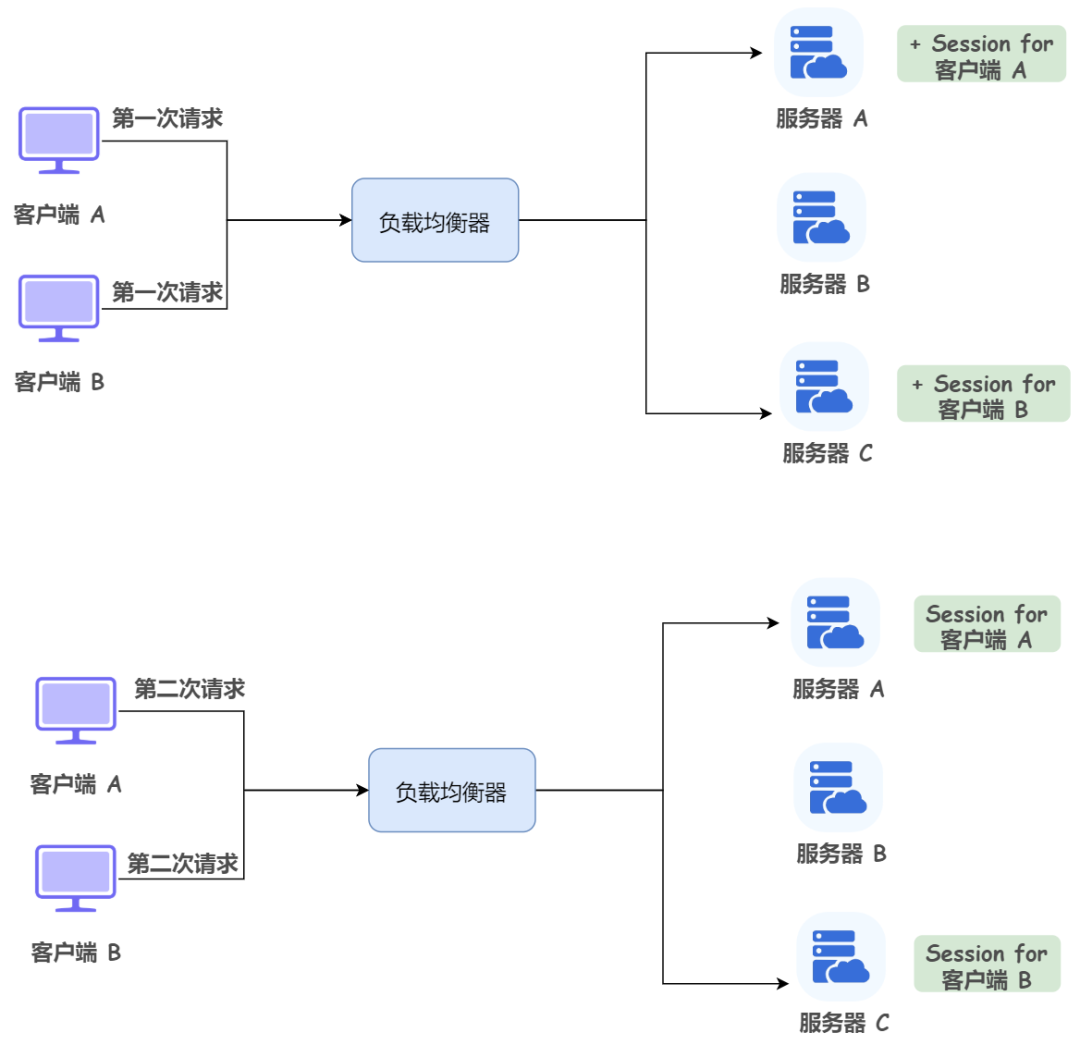 + Session for
客户端 A
第一次请求
服务器 A
客户端 A
负载均衡器
第一次请求
服务器 B
客户端 B
+ Session for
客户端 B
服务器 C
Session for
客户端 A
第二次请求
服务器 A
客户端 A
负载均衡器
第二次请求
服务器 B
客户端 B
Session for
客户端 B
服务器 C